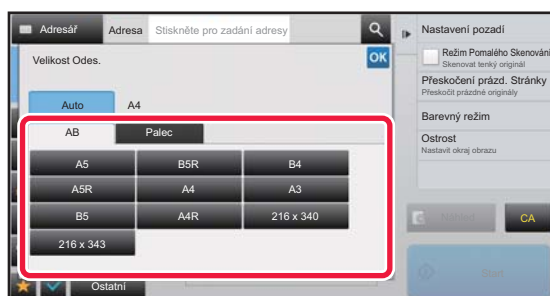 Adresář Adresa Stiskněte pro zadání adresy
Velikost Odes. OK
Auto A4
AB Palec
A5 B5R B4
A5R A4 A3
B5 A4R 216 x 340
216 x 343
Ostatní
Nastavení pozadí
Režim Pomalého Skenování
Skenovat tenký originál
Přeskočení prázd. Stránky
Přeskočit prázdné originály
Barevný režim
Ostrost
Nastavit okraj obrazu
Náhled CA
Start